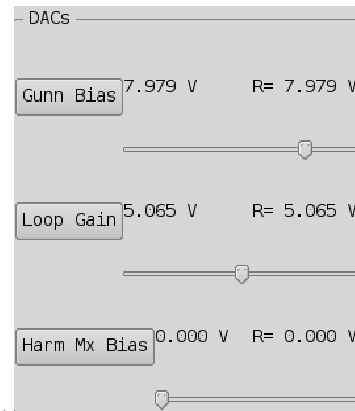 DACs
Gunn Bias 7.979 V R= 7.979 V
Loop Gain 5.065 V R= 5.065 V
Harm Mx Bias 0.000 V R= 0.000 V